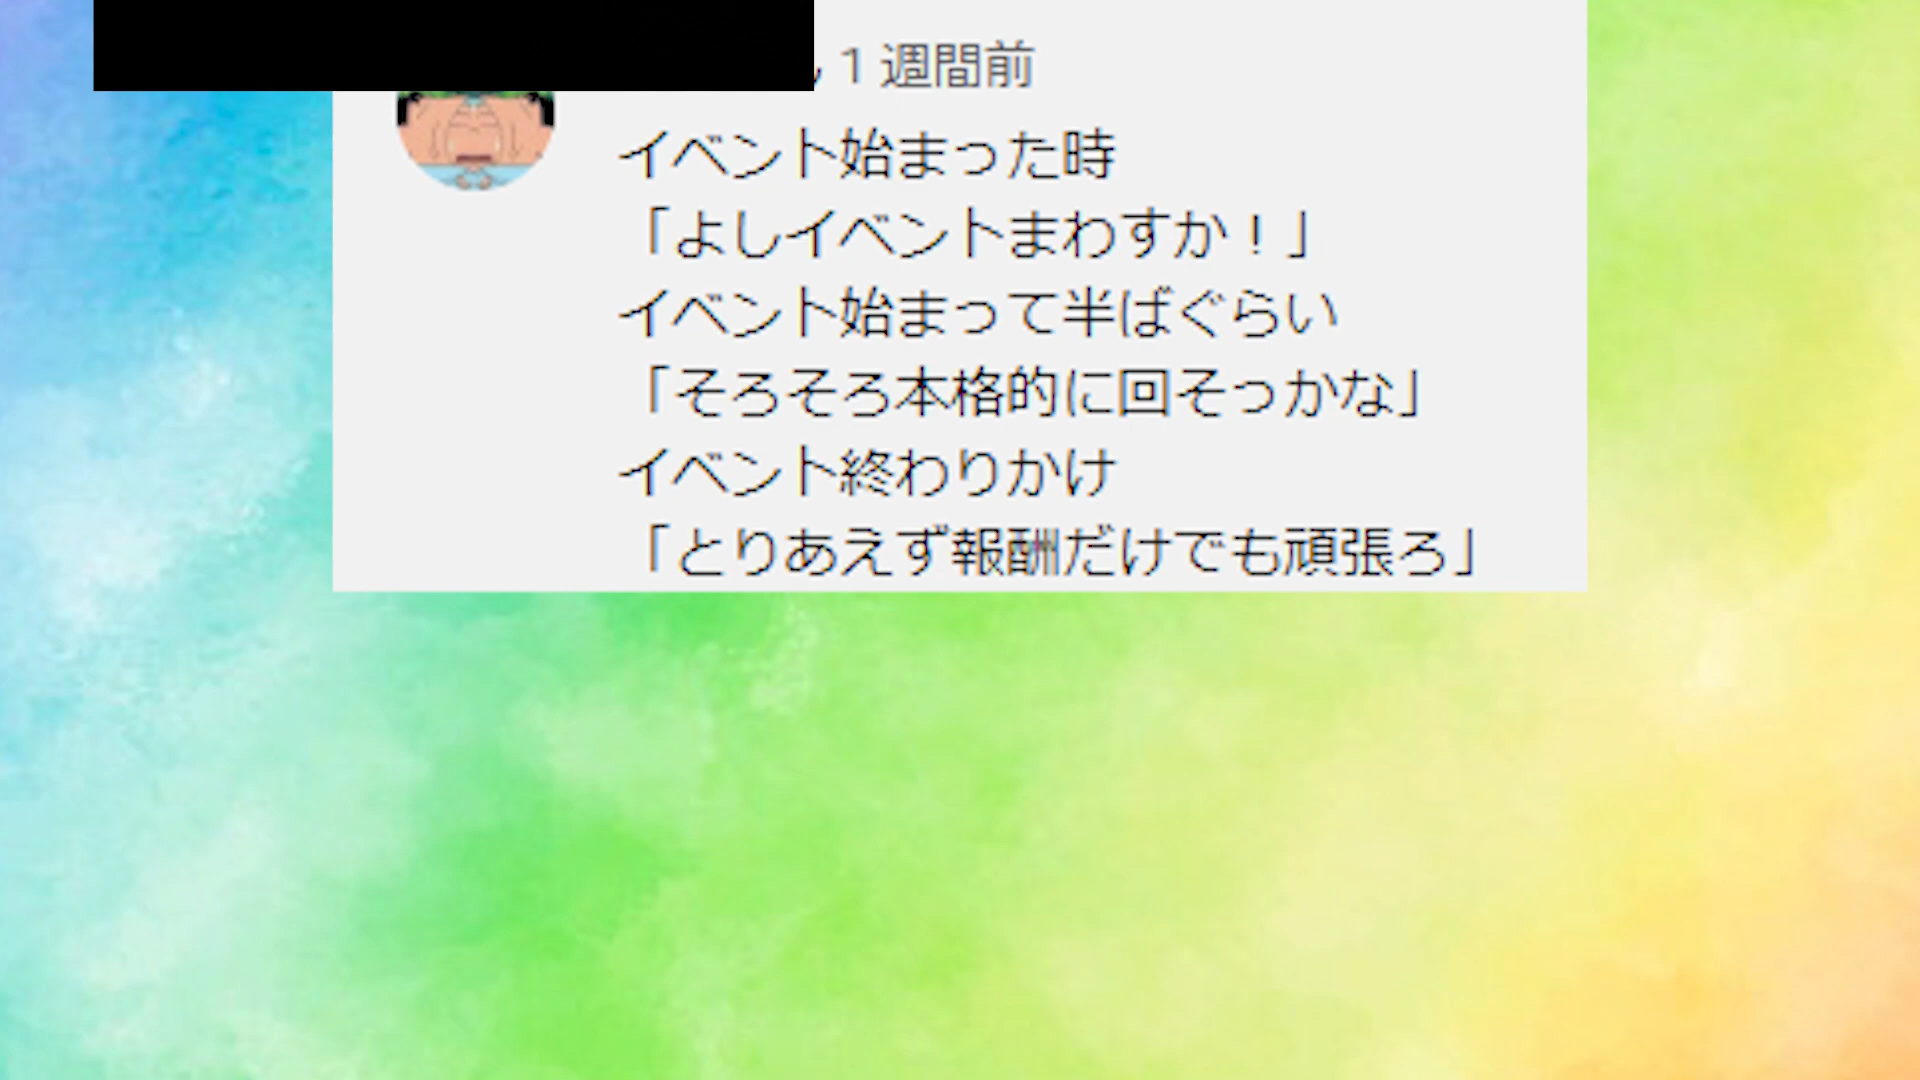 1 週間前
イベント始まった時
「よしイベントまわすか！」
イベント始まって半ばぐらい
「そろそろ本格的に回そっかな」
イベント終わりかけ
「とりあえず報酬だけでも頑張ろ」